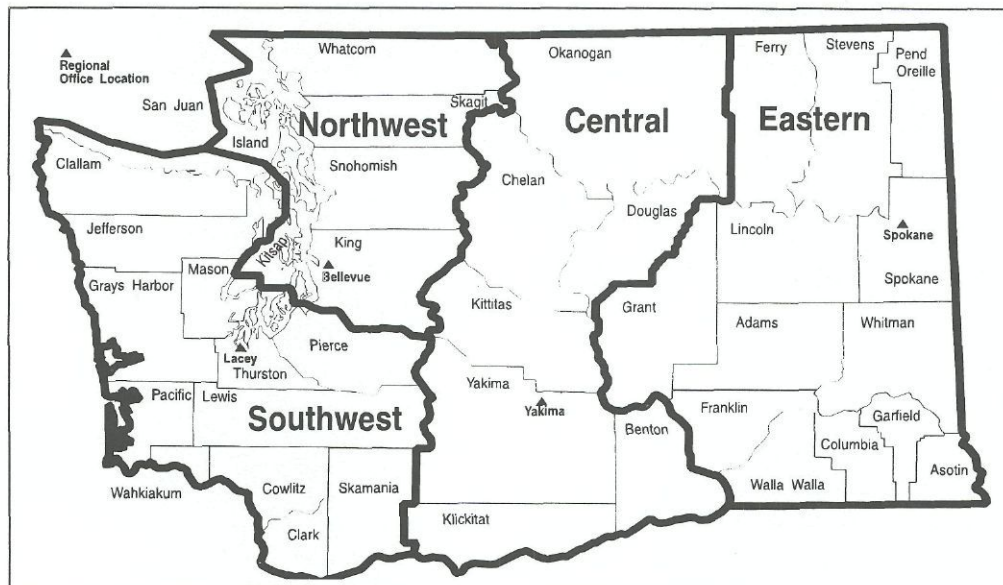 Regional
Office Location
Whatcom
Okanogan
Ferry
Stevens
Pend
Oreille
San Juan
Skagit
Northwest
Central
Eastern
Island
Clallam
Snohomish
Chelan
Jefferson
Douglas
Lincoln
Spokane
Kitsap
King
Mason
Bellevue
Grays Harbor
Spokane
Kittitas
Grant
Adams
Whitman
Pierce
Lacey
Thurston
Yakima
Pacific
Lewis
Yakima
Southwest
Franklin
Garfield
Benton
Columbia
Asotin
Wahkiakum
Cowlitz
Skamania
Walla Walla
Klickitat
Clark